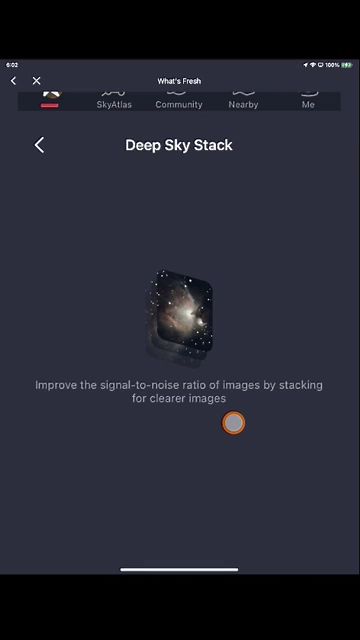 6:02
100%
What's Fresh
SkyAtlas Community Nearby Me
Deep Sky Stack
Improve the signal-to-noise ratio of images by stacking
for clearer images